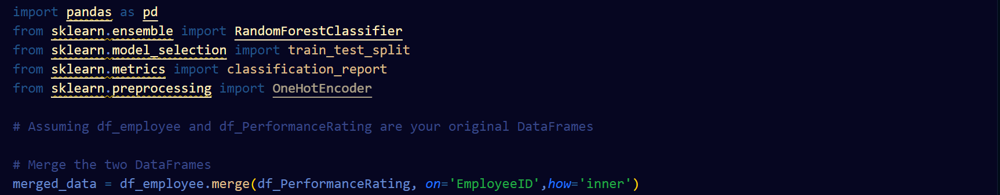 import pandas as pd
from sklearn.ensemble import RandomForestClassifier
from sklearn.model_selection import train_test_split
from sklearn.metrics import classification_report
from sklearn.preprocessing import OneHotEncoder
# Assuming df_employee and df_PerformanceRating are your original DataFrames
# Merge the two DataFrames
merged_data = df_employee.merge(df_PerformanceRating, on='EmployeeID',how='inner')